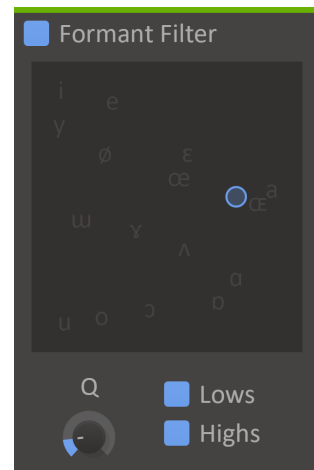 Formant Filter
i
e
y
ø
ɛ
œ
a
ɶ
ɯ
ɤ
ʌ
ɑ
ɒ
ɔ
o
u
Q
Lows
Highs